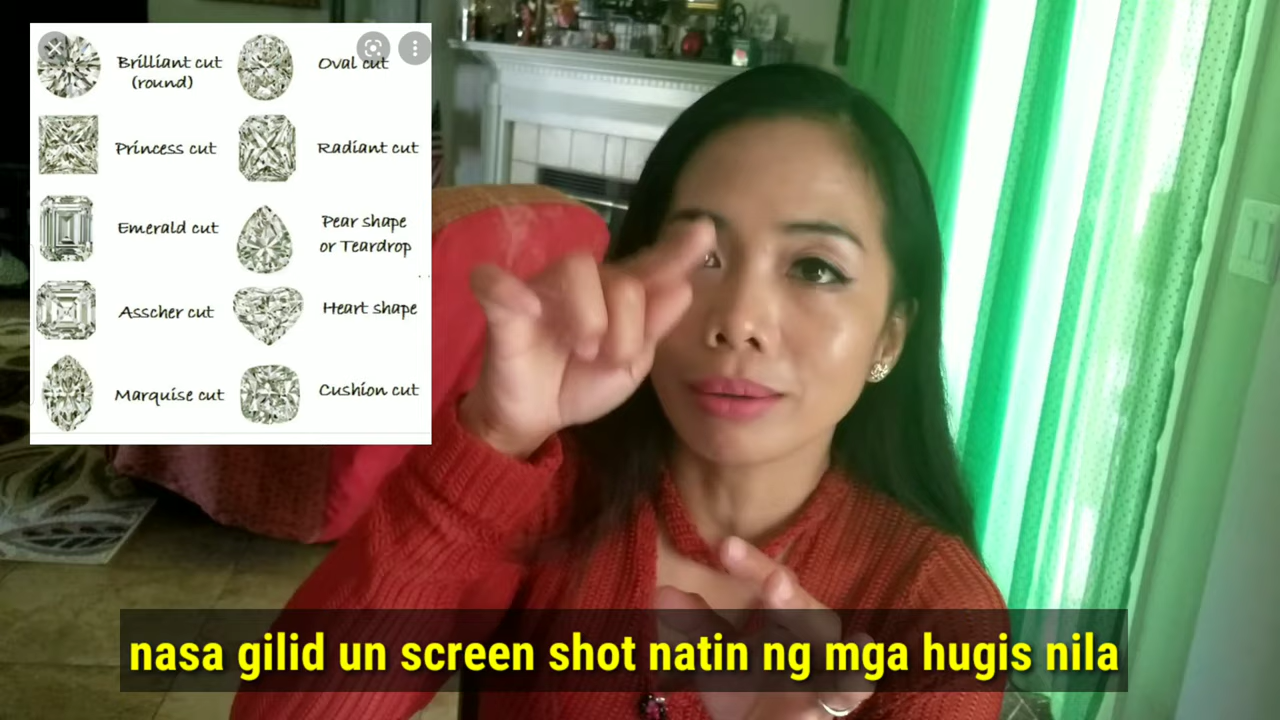 Brilliant cut
(round)
Oval cut
Princess cut
Radiant cut
Emerald cut
Pear shape
or Teardrop
Asscher cut
Heart shape
Marquise cut
Cushion cut
nasa gilid un screen shot natin ng mga hugis nila